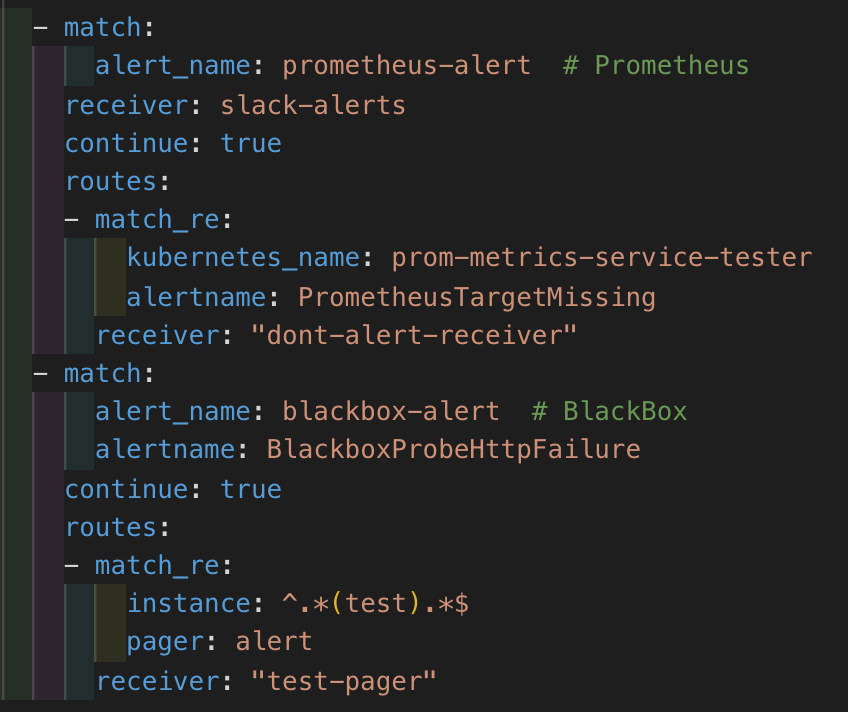 - match:
alert_name: prometheus-alert  # Prometheus
receiver: slack-alerts
continue: true
routes:
- match_re:
kubernetes_name: prom-metrics-service-tester
alertname: PrometheusTargetMissing
receiver: "dont-alert-receiver"
- match:
alert_name: blackbox-alert  # BlackBox
alertname: BlackboxProbeHttpFailure
continue: true
routes:
- match_re:
instance: ^.*(test).*$
pager: alert
receiver: "test-pager"